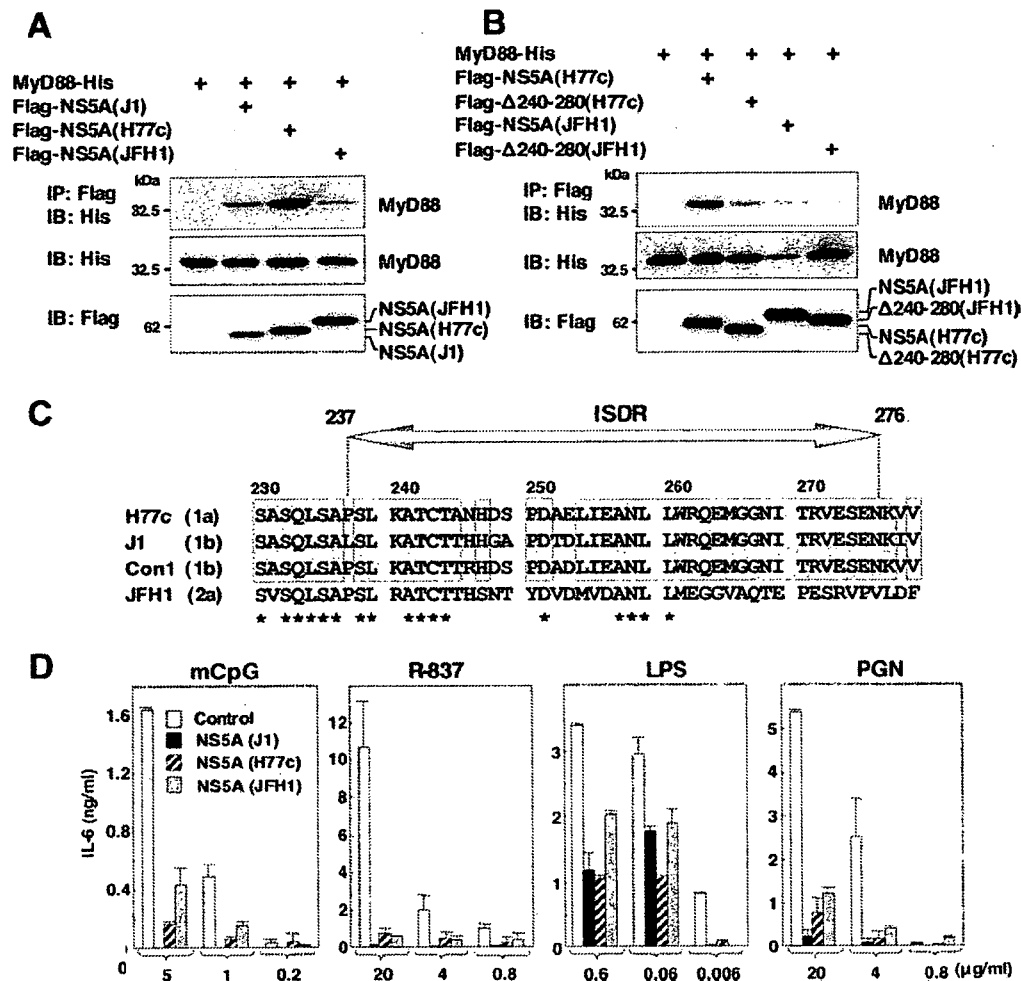 A
MyD88-His + + + +
Flag-NS5A(J1) +
Flag-NS5A(H77c) +
Flag-NS5A(JFH1) +
kDa
IP: Flag
IB: His
32.5
MyD88
IB: His
32.5
MyD88
IB: Flag
62
NS5A(JFH1)
NS5A(H77c)
NS5A(J1)
B
MyD88-His + + + + +
Flag-NS5A(H77c) +
Flag-Δ240-280(H77c) +
Flag-NS5A(JFH1) +
Flag-Δ240-280(JFH1) +
kDa
IP: Flag
IB: His
32.5
MyD88
IB: His
32.5
MyD88
IB: Flag
62
NS5A(JFH1)
Δ240-280(JFH1)
NS5A(H77c)
Δ240-280(H77c)
C
237 ISDR 276
230 240 250 260 270
H77c (1a) SASQLSAPSL KATCTANHDS PDAELIEANL LWRQEMGGNI TRVESENKVV
J1 (1b) SASQLSALSL KATCTTHHGA PDTDLIEANL LWRQEMGGNI TRVESENKIV
Con1 (1b) SASQLSAPSL KATCTTRHDS PDADLIEANL LWRQEMGGNI TRVESENKVV
JFH1 (2a) SVSQLSAPSL RATCTTHSNT YDVDMVDANL LMEGGVAQTE PESRVPVLDF
* ***** ** **** * *** *
D
mCpG
IL-6 (ng/ml)
1.6
1.2
0.8
0.4
0
Control
NS5A (J1)
NS5A (H77c)
NS5A (JFH1)
5 1 0.2
R-837
12
10
8
6
4
2
0
20 4 0.8
LPS
3
2
1
0
0.6 0.06 0.006
PGN
5
4
3
2
1
0
20 4 0.8 (μg/ml)